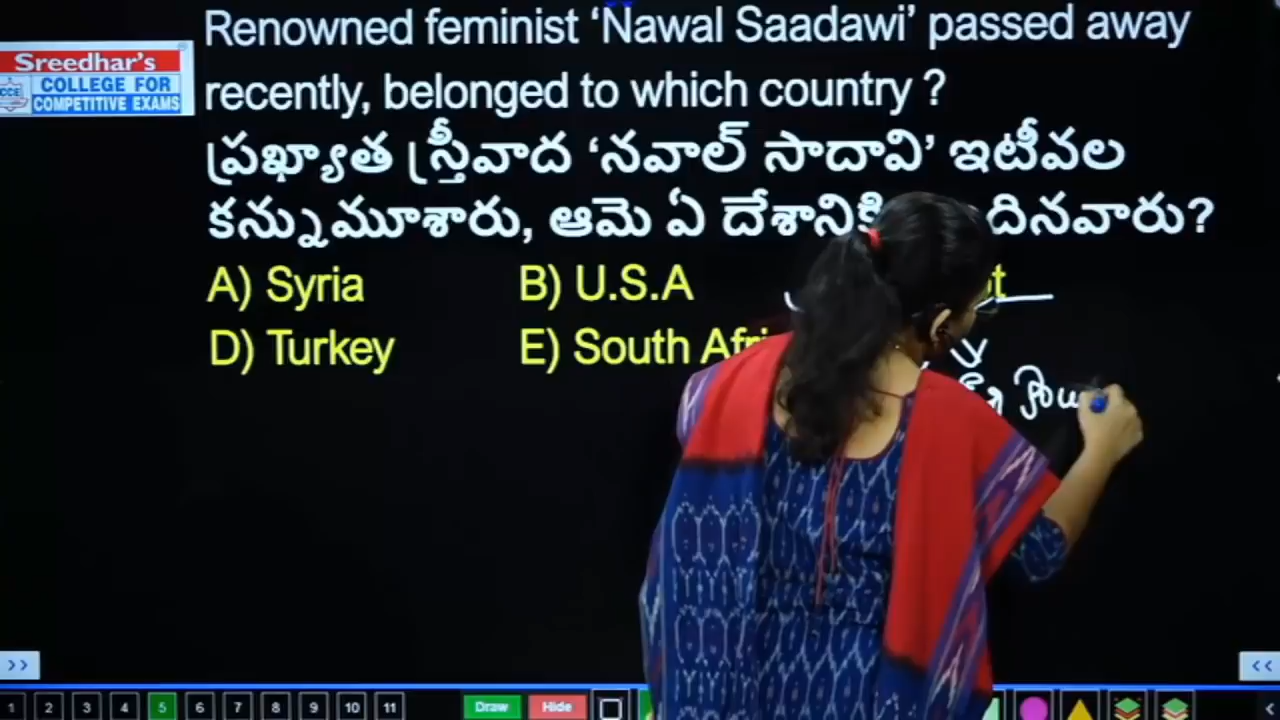 Sreedhar's
CCE
COLLEGE FOR
COMPETITIVE EXAMS
Renowned feminist ‘Nawal Saadawi’ passed away
recently, belonged to which country ?
ప్రఖ్యాత స్త్రీవాద ‘నవాల్ సాదావి’ ఇటీవల
కన్నుమూశారు, ఆమె ఏ దేశానికి దినవారు?
A) Syria B) U.S.A
D) Turkey E) South Afri
>> <<
1 2 3 4 5 6 7 8 9 10 11 Draw Hide <